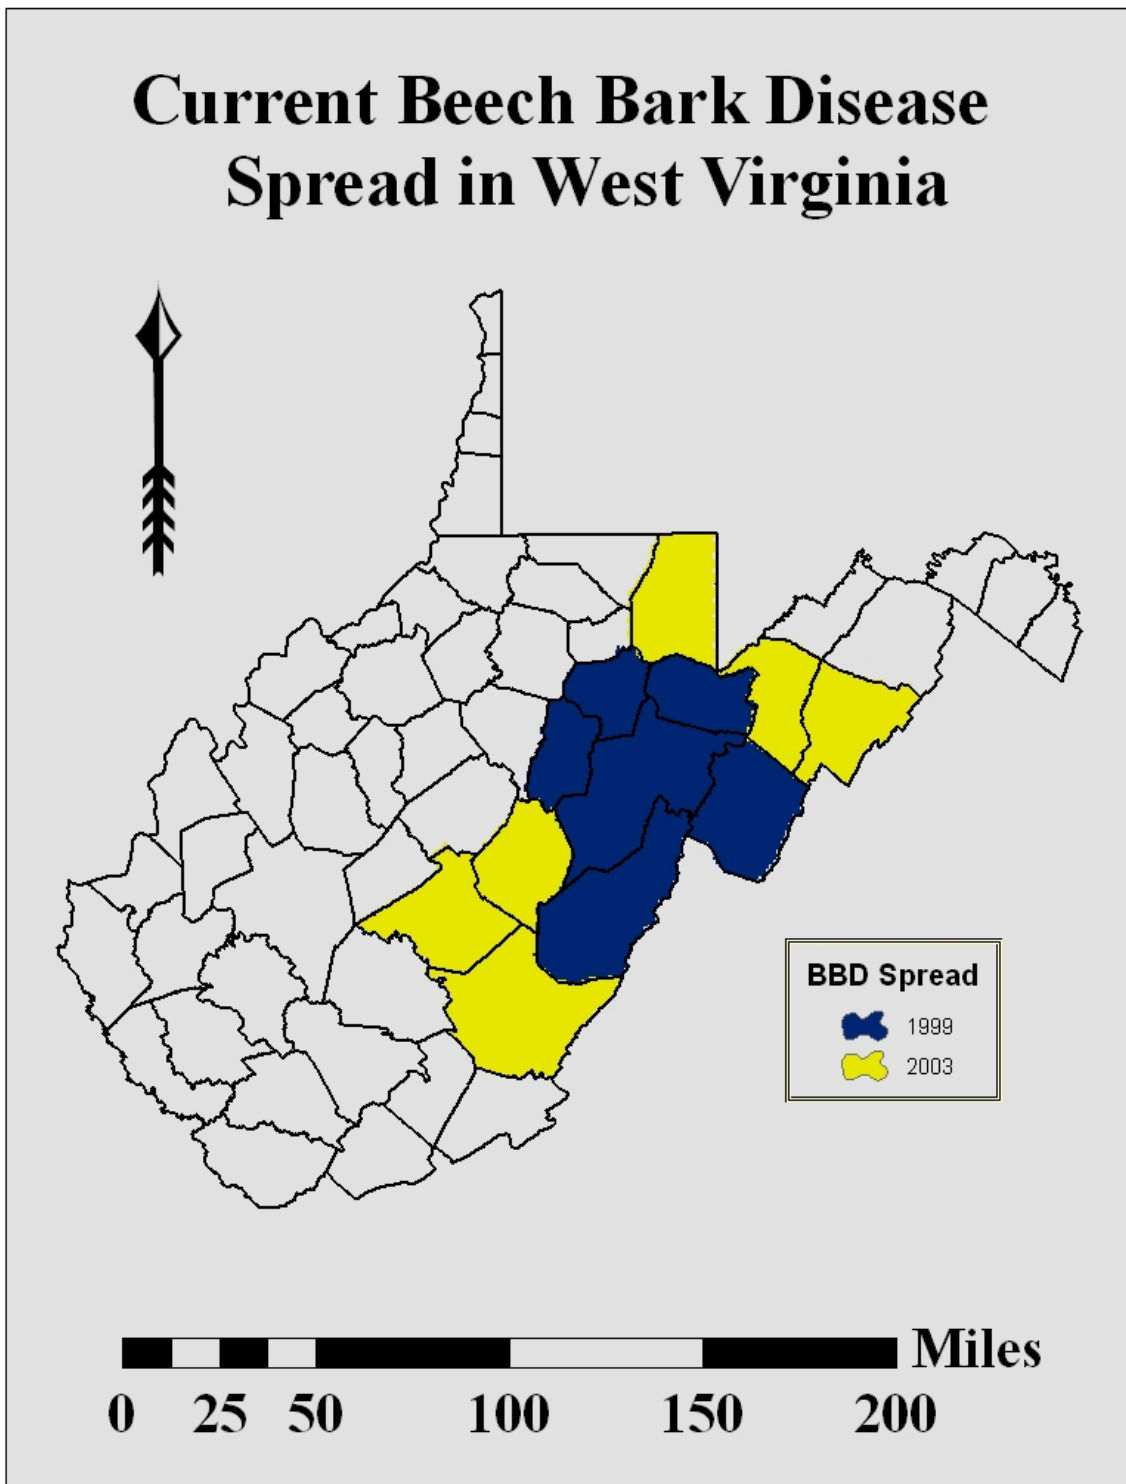 Current Beech Bark Disease
Spread in West Virginia
BBD Spread
1999
2003
Miles
0 25 50 100 150 200